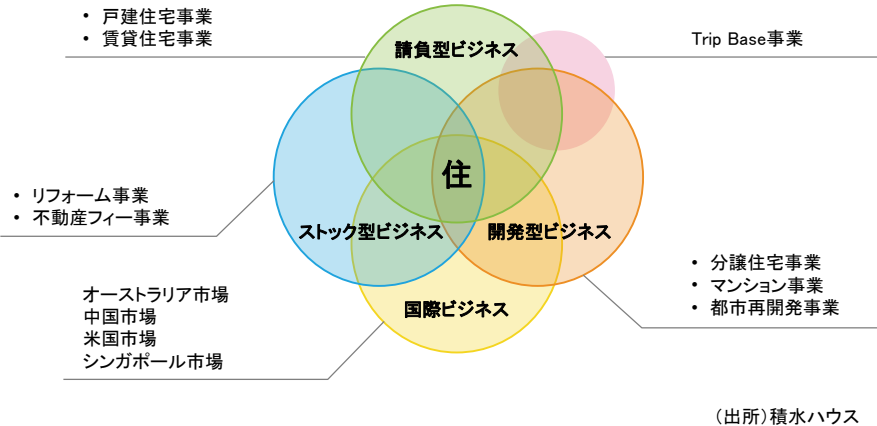 • 戸建住宅事業
• 賃貸住宅事業
請負型ビジネス
Trip Base事業
住
• リフォーム事業
• 不動産フィー事業
ストック型ビジネス
開発型ビジネス
• 分譲住宅事業
• マンション事業
• 都市再開発事業
オーストラリア市場
中国市場
米国市場
シンガポール市場
国際ビジネス
（出所）積水ハウス